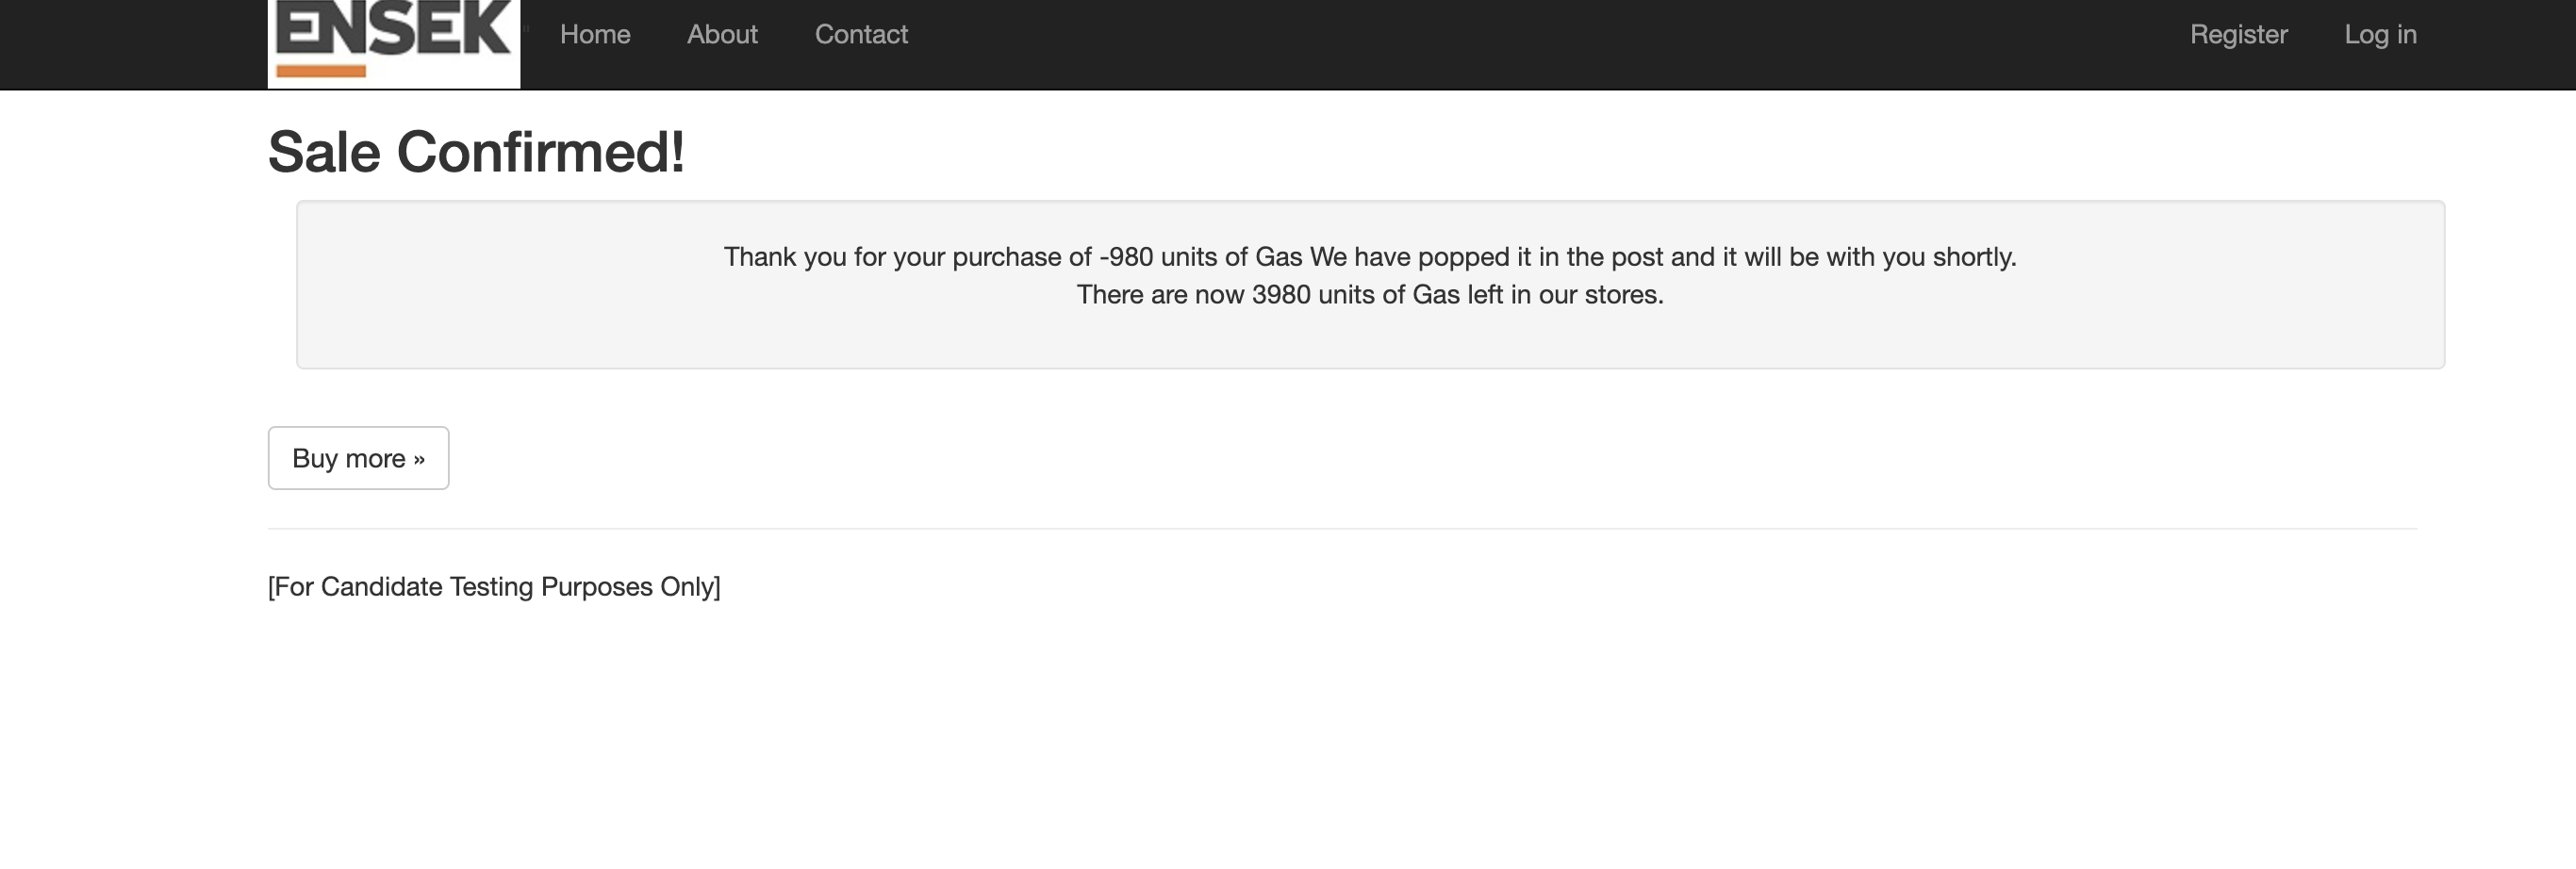 ENSEK
" Home About Contact Register Log in
Sale Confirmed!
Thank you for your purchase of -980 units of Gas We have popped it in the post and it will be with you shortly.
There are now 3980 units of Gas left in our stores.
Buy more »
[For Candidate Testing Purposes Only]